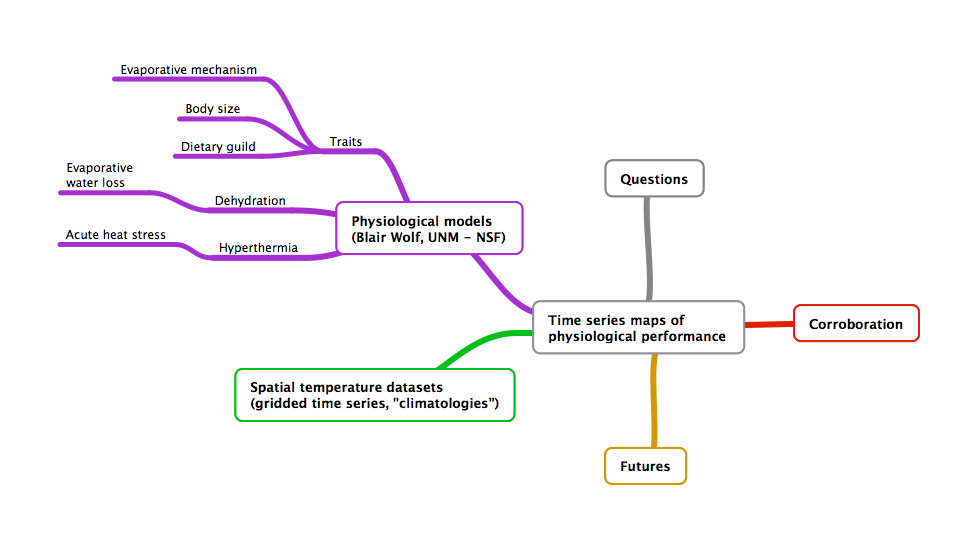 Evaporative mechanism
Body size
Traits
Dietary guild
Evaporative
water loss
Dehydration
Acute heat stress
Hyperthermia
Physiological models
(Blair Wolf, UNM - NSF)
Questions
Time series maps of
physiological performance
Corroboration
Spatial temperature datasets
(gridded time series, "climatologies")
Futures